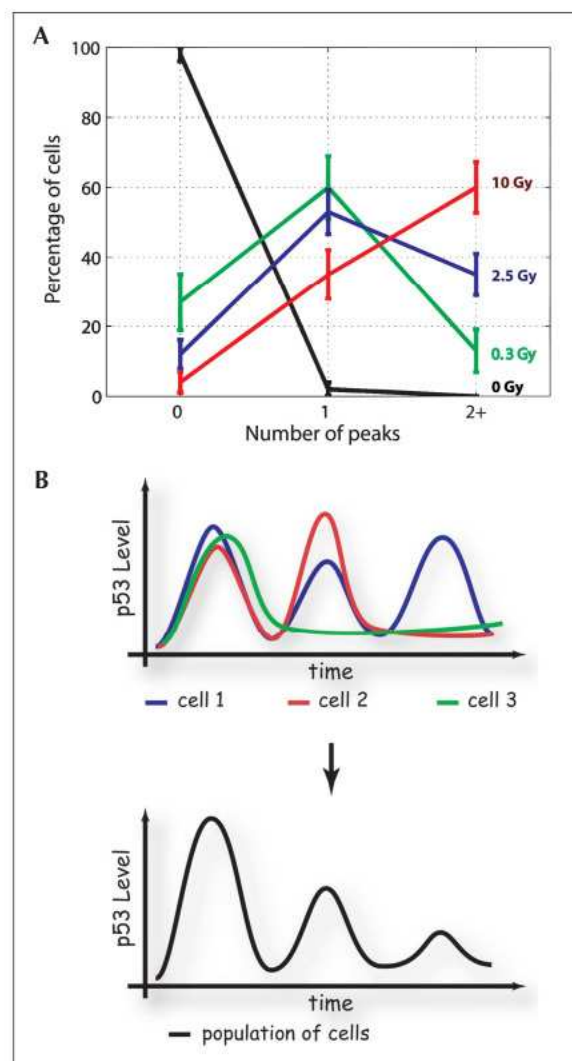 A
Percentage of cells
100
80
60
40
20
0
0 1 2+
Number of peaks
10 Gy
2.5 Gy
0.3 Gy
0 Gy
B
p53 Level
time
cell 1 cell 2 cell 3
p53 Level
time
population of cells